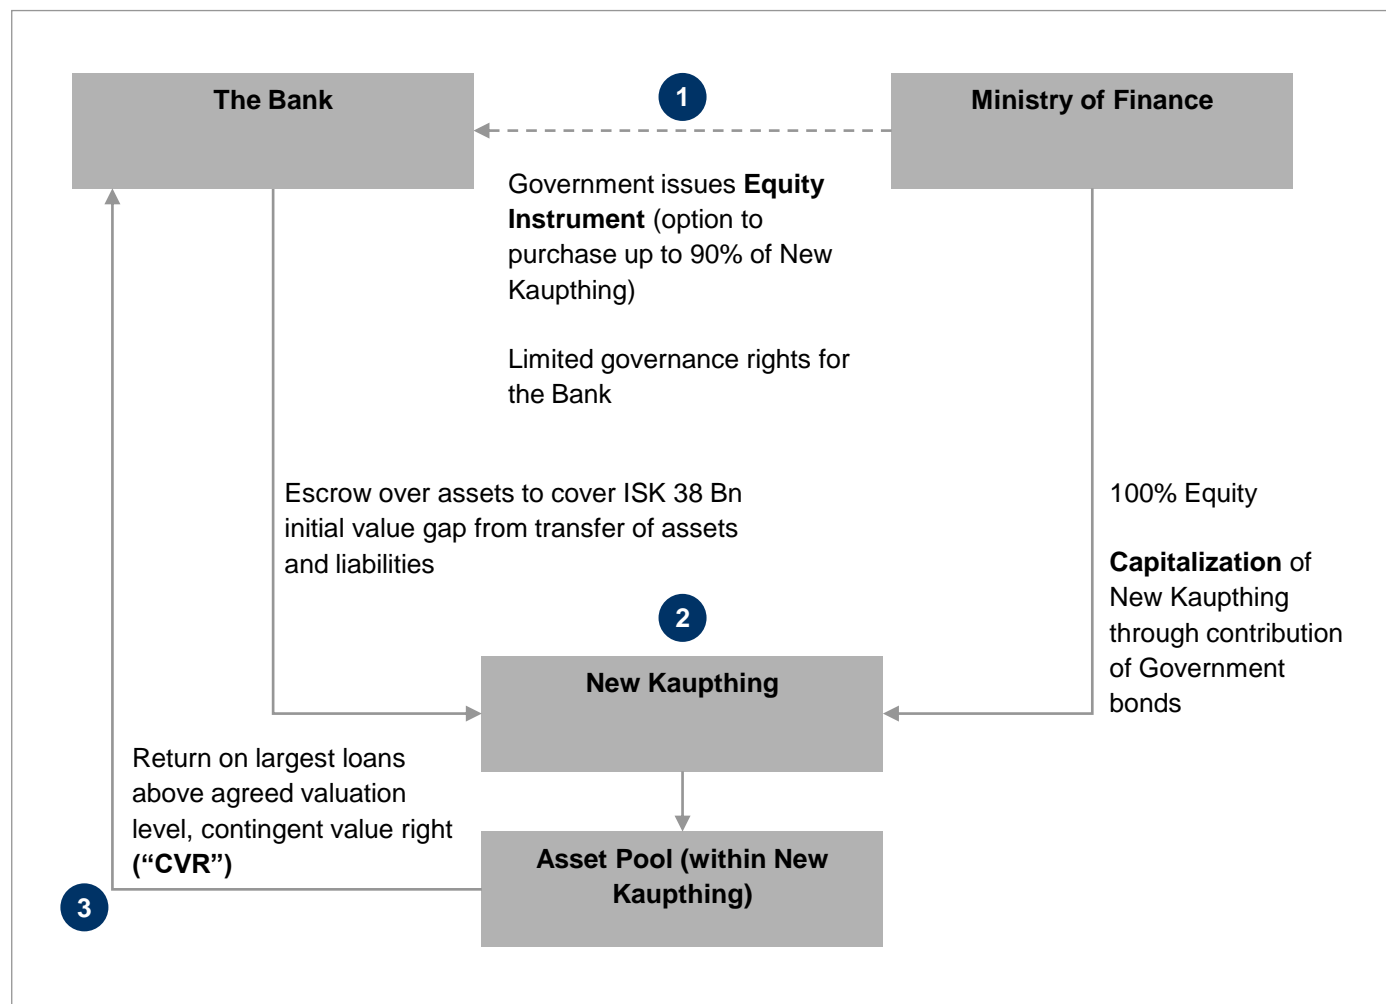 The Bank
1
Ministry of Finance
Government issues Equity
Instrument (option to
purchase up to 90% of New
Kaupthing)
Limited governance rights for
the Bank
Escrow over assets to cover ISK 38 Bn
initial value gap from transfer of assets
and liabilities
100% Equity
Capitalization of
New Kaupthing
through contribution
of Government
bonds
2
New Kaupthing
Return on largest loans
above agreed valuation
level, contingent value right
(“CVR”)
Asset Pool (within New
Kaupthing)
3